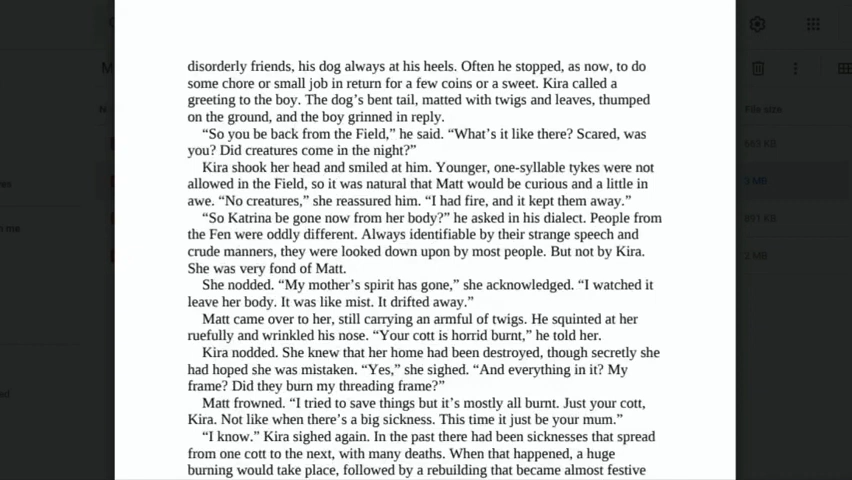 disorderly friends, his dog always at his heels. Often he stopped, as now, to do
some chore or small job in return for a few coins or a sweet. Kira called a
greeting to the boy. The dog’s bent tail, matted with twigs and leaves, thumped
on the ground, and the boy grinned in reply.
“So you be back from the Field,” he said. “What’s it like there? Scared, was
you? Did creatures come in the night?”
Kira shook her head and smiled at him. Younger, one-syllable tykes were not
allowed in the Field, so it was natural that Matt would be curious and a little in
awe. “No creatures,” she reassured him. “I had fire, and it kept them away.”
“So Katrina be gone now from her body?” he asked in his dialect. People from
the Fen were oddly different. Always identifiable by their strange speech and
crude manners, they were looked down upon by most people. But not by Kira.
She was very fond of Matt.
She nodded. “My mother’s spirit has gone,” she acknowledged. “I watched it
leave her body. It was like mist. It drifted away.”
Matt came over to her, still carrying an armful of twigs. He squinted at her
ruefully and wrinkled his nose. “Your cott is horrid burnt,” he told her.
Kira nodded. She knew that her home had been destroyed, though secretly she
had hoped she was mistaken. “Yes,” she sighed. “And everything in it? My
frame? Did they burn my threading frame?”
Matt frowned. “I tried to save things but it’s mostly all burnt. Just your cott,
Kira. Not like when there’s a big sickness. This time it just be your mum.”
“I know.” Kira sighed again. In the past there had been sicknesses that spread
from one cott to the next, with many deaths. When that happened, a huge
burning would take place, followed by a rebuilding that became almost festive
File size
663 KB
3 MB
891 KB
2 MB